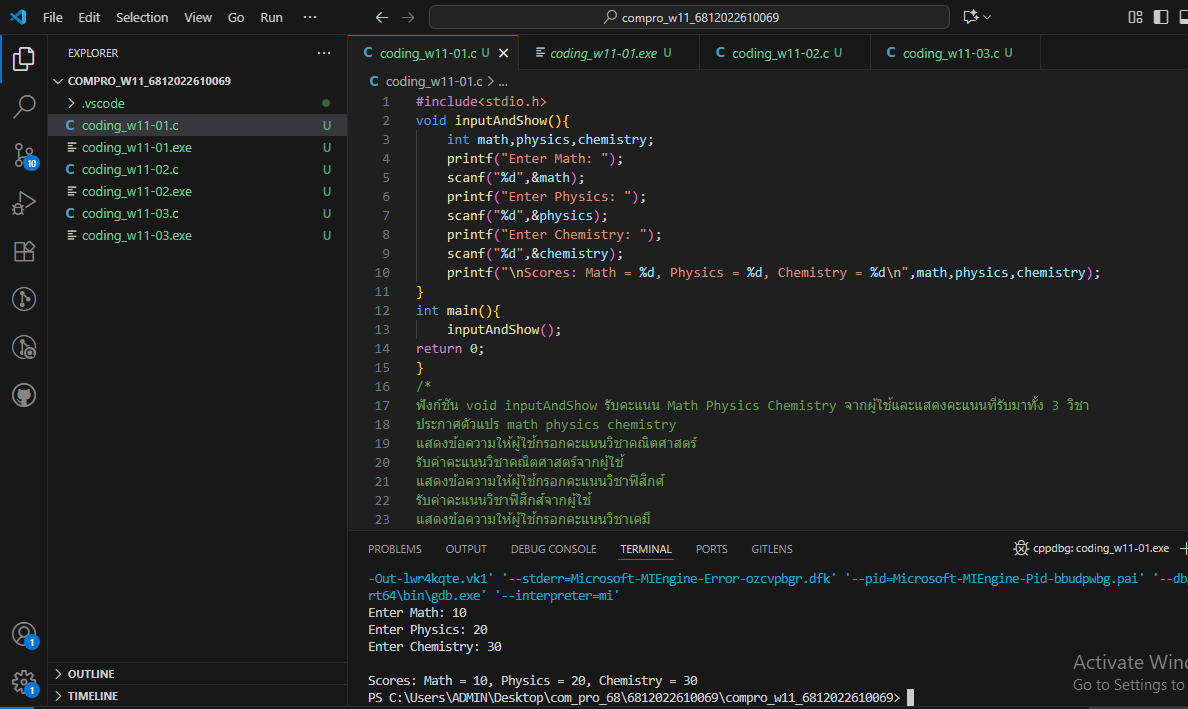 File Edit Selection View Go Run ··· compro_w11_6812022610069
EXPLORER ···
COMPRO_W11_6812022610069
.vscode
coding_w11-01.c U
coding_w11-01.exe U
coding_w11-02.c U
coding_w11-02.exe U
coding_w11-03.c U
coding_w11-03.exe U
10
1
1
OUTLINE
TIMELINE
C coding_w11-01.c U coding_w11-01.exe U C coding_w11-02.c U C coding_w11-03.c U
C coding_w11-01.c > ...
1 #include<stdio.h>
2 void inputAndShow(){
3 int math,physics,chemistry;
4 printf("Enter Math: ");
5 scanf("%d",&math);
6 printf("Enter Physics: ");
7 scanf("%d",&physics);
8 printf("Enter Chemistry: ");
9 scanf("%d",&chemistry);
10 printf("\nScores: Math = %d, Physics = %d, Chemistry = %d\n",math,physics,chemistry);
11 }
12 int main(){
13 inputAndShow();
14 return 0;
15 }
16 /*
17 ฟังก์ชัน void inputAndShow รับคะแนน Math Physics Chemistry จากผู้ใช้และแสดงคะแนนที่รับมาทั้ง 3 วิชา
18 ประกาศตัวแปร math physics chemistry
19 แสดงข้อความให้ผู้ใช้กรอกคะแนนวิชาคณิตศาสตร์
20 รับค่าคะแนนวิชาคณิตศาสตร์จากผู้ใช้
21 แสดงข้อความให้ผู้ใช้กรอกคะแนนวิชาฟิสิกศ์
22 รับค่าคะแนนวิชาฟิสิกส์จากผู้ใช้
23 แสดงข้อความให้ผู้ใช้กรอกคะแนนวิชาเคมี
PROBLEMS OUTPUT DEBUG CONSOLE TERMINAL PORTS GITLENS cppdbg: coding_w11-01.exe +
-Out-lwr4kqte.vk1' '--stderr=Microsoft-MIEngine-Error-ozcvpbgr.dfk' '--pid=Microsoft-MIEngine-Pid-bbudpwbg.pai' '--db
rt64\bin\gdb.exe' '--interpreter=mi'
Enter Math: 10
Enter Physics: 20
Enter Chemistry: 30
Scores: Math = 10, Physics = 20, Chemistry = 30
PS C:\Users\ADMIN\Desktop\com_pro_68\6812022610069\compro_w11_6812022610069>
Activate Wind
Go to Settings to